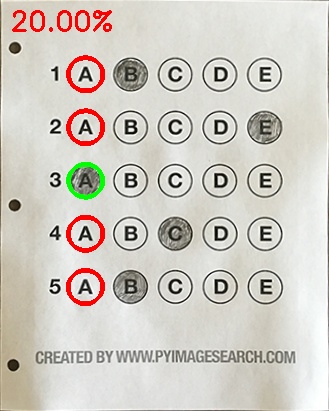 20.00%
1 A B C D E
2 A B C D E
3 A B C D E
4 A B C D E
5 A B C D E
CREATED BY WWW.PYIMAGESEARCH.COM